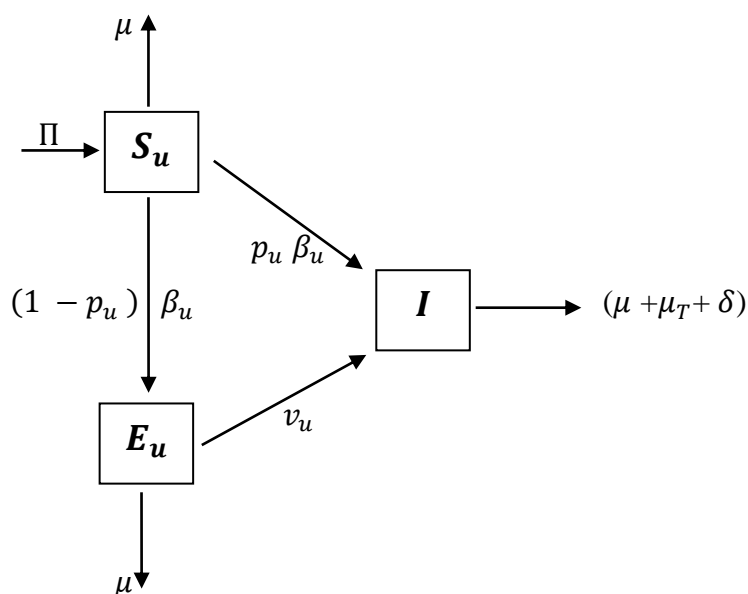 μ
Π
S_u
p_u β_u
(1 − p_u) β_u
I
(μ +μ_T+ δ)
v_u
E_u
μ